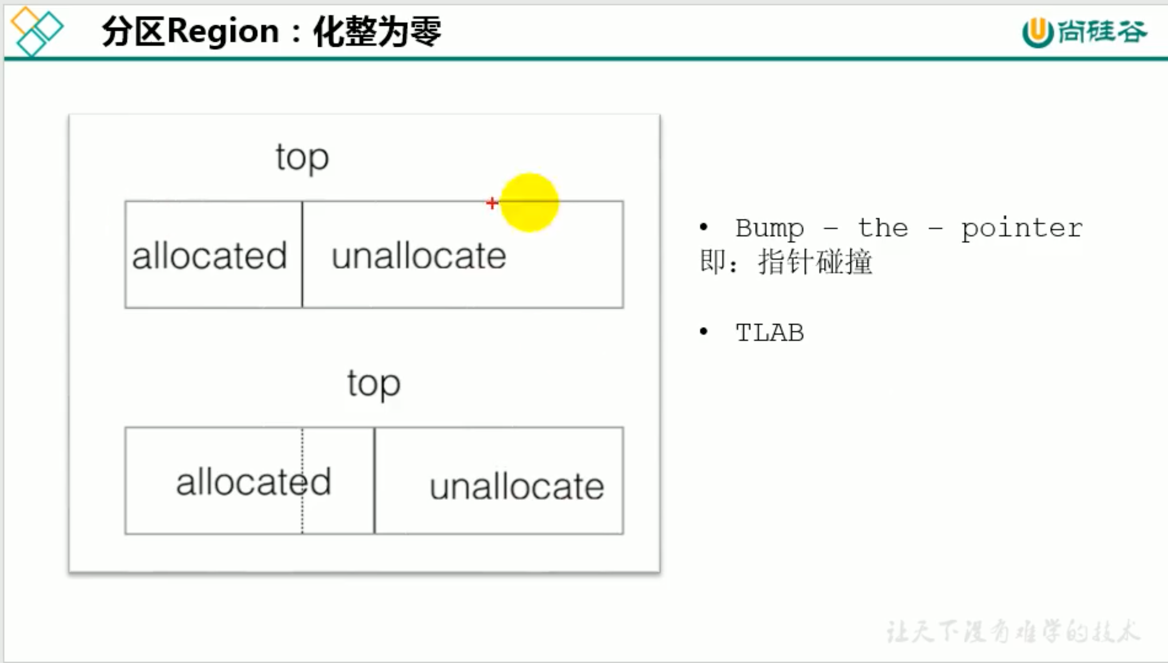 分区Region：化整为零
尚硅谷
top
allocated
unallocate
top
allocated
unallocate
• Bump – the – pointer
即：指针碰撞
• TLAB
让天下没有难学的技术